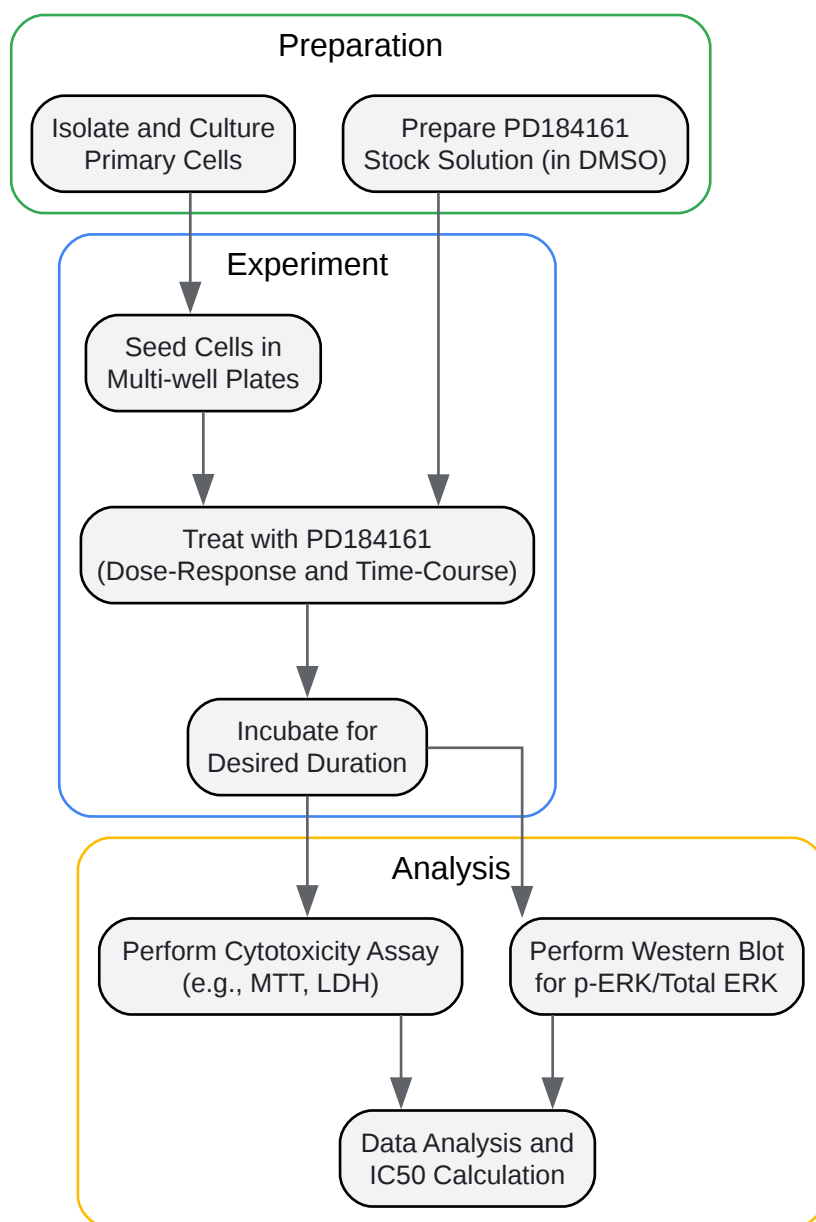 Preparation
Isolate and Culture
Primary Cells
Prepare PD184161
Stock Solution (in DMSO)
Experiment
Seed Cells in
Multi-well Plates
Treat with PD184161
(Dose-Response and Time-Course)
Incubate for
Desired Duration
Analysis
Perform Cytotoxicity Assay
(e.g., MTT, LDH)
Perform Western Blot
for p-ERK/Total ERK
Data Analysis and
IC50 Calculation